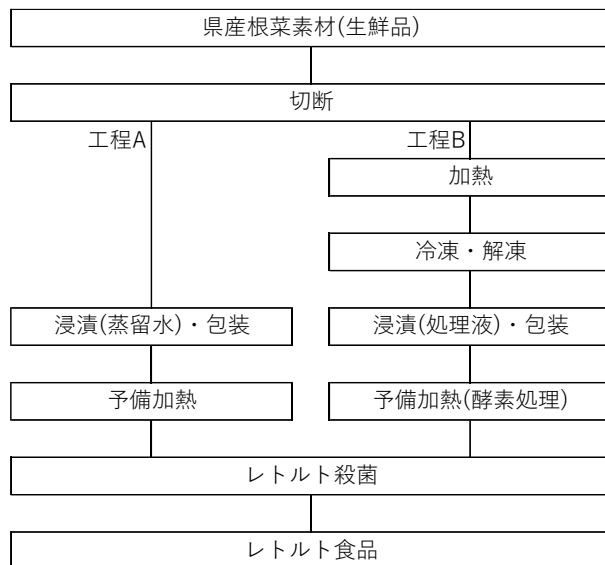 県産根菜素材(生鮮品)
切断
工程A
工程B
加熱
冷凍・解凍
浸漬(蒸留水)・包装
浸漬(処理液)・包装
予備加熱
予備加熱(酵素処理)
レトルト殺菌
レトルト食品